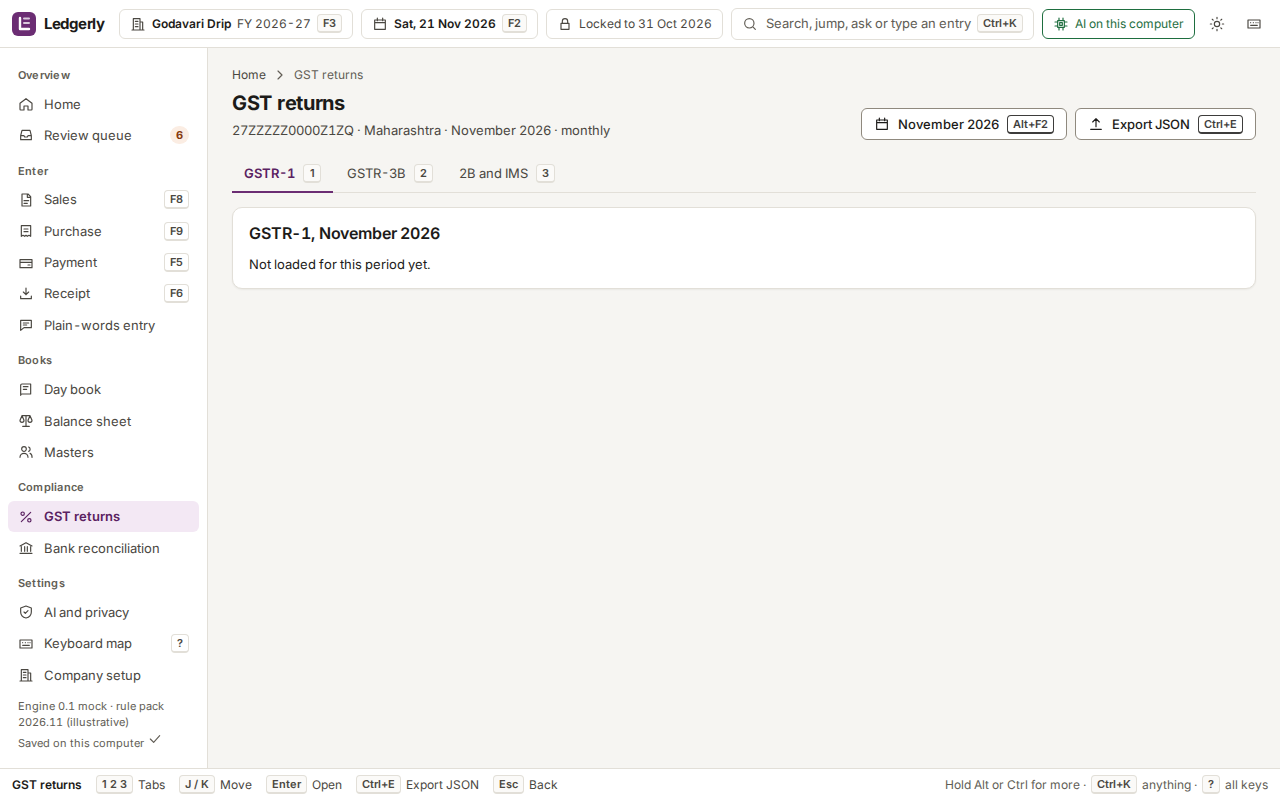 Ledgerly
Godavari Drip FY 2026-27 F3
Sat, 21 Nov 2026 F2
Locked to 31 Oct 2026
Search, jump, ask or type an entry Ctrl+K
AI on this computer
Overview
Home
Review queue 6
Enter
Sales F8
Purchase F9
Payment F5
Receipt F6
Plain-words entry
Books
Day book
Balance sheet
Masters
Compliance
GST returns
Bank reconciliation
Settings
AI and privacy
Keyboard map ?
Company setup
Engine 0.1 mock · rule pack
2026.11 (illustrative)
Saved on this computer
Home > GST returns
GST returns
27ZZZZZ0000Z1ZQ · Maharashtra · November 2026 · monthly
November 2026 Alt+F2
Export JSON Ctrl+E
GSTR-1 1 GSTR-3B 2 2B and IMS 3
GSTR-1, November 2026
Not loaded for this period yet.
GST returns 1 2 3 Tabs J / K Move Enter Open Ctrl+E Export JSON Esc Back
Hold Alt or Ctrl for more · Ctrl+K anything · ? all keys